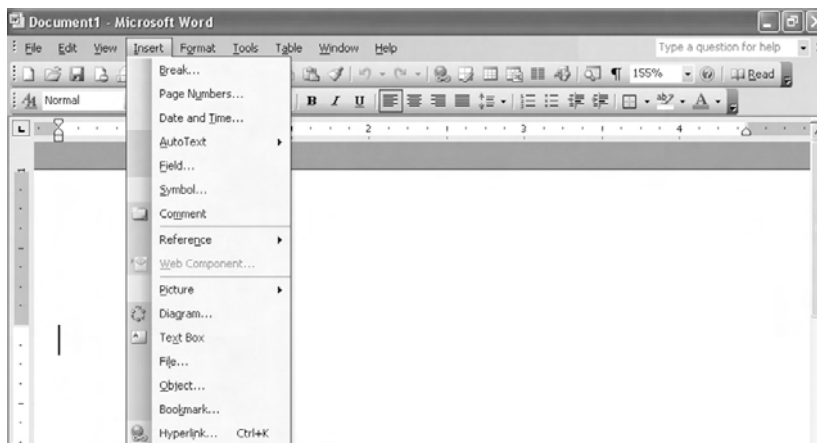 Document1 - Microsoft Word
File Edit View Insert Format Tools Table Window Help Type a question for help
155% Read
Normal B I U
2 3 4
Break...
Page Numbers...
Date and Time...
AutoText
Field...
Symbol...
Comment
Reference
Web Component...
Picture
Diagram...
Text Box
File...
Object...
Bookmark...
Hyperlink... Ctrl+K